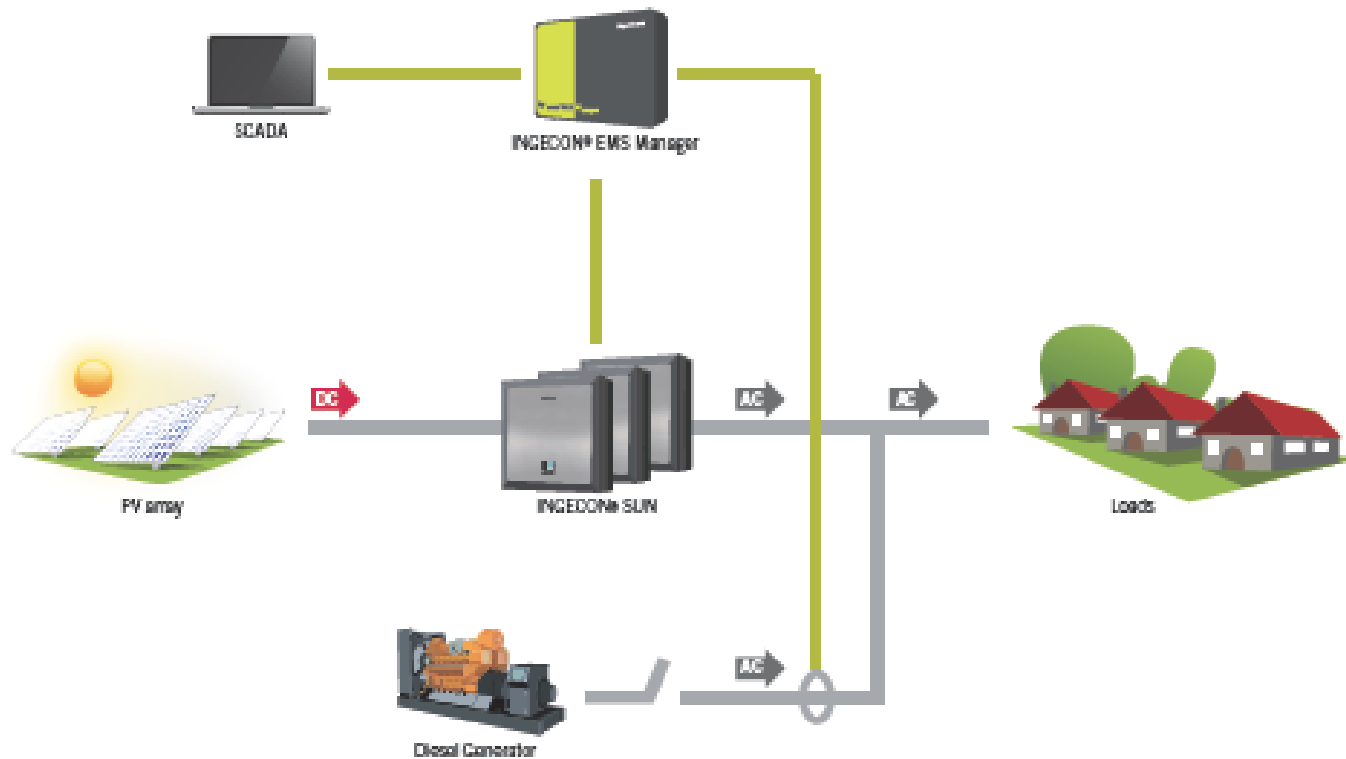 SCADA
INGECON® EMS Manager
DC
AC
AC
PV array
INGECON® SUN
Loads
AC
Diesel Generator